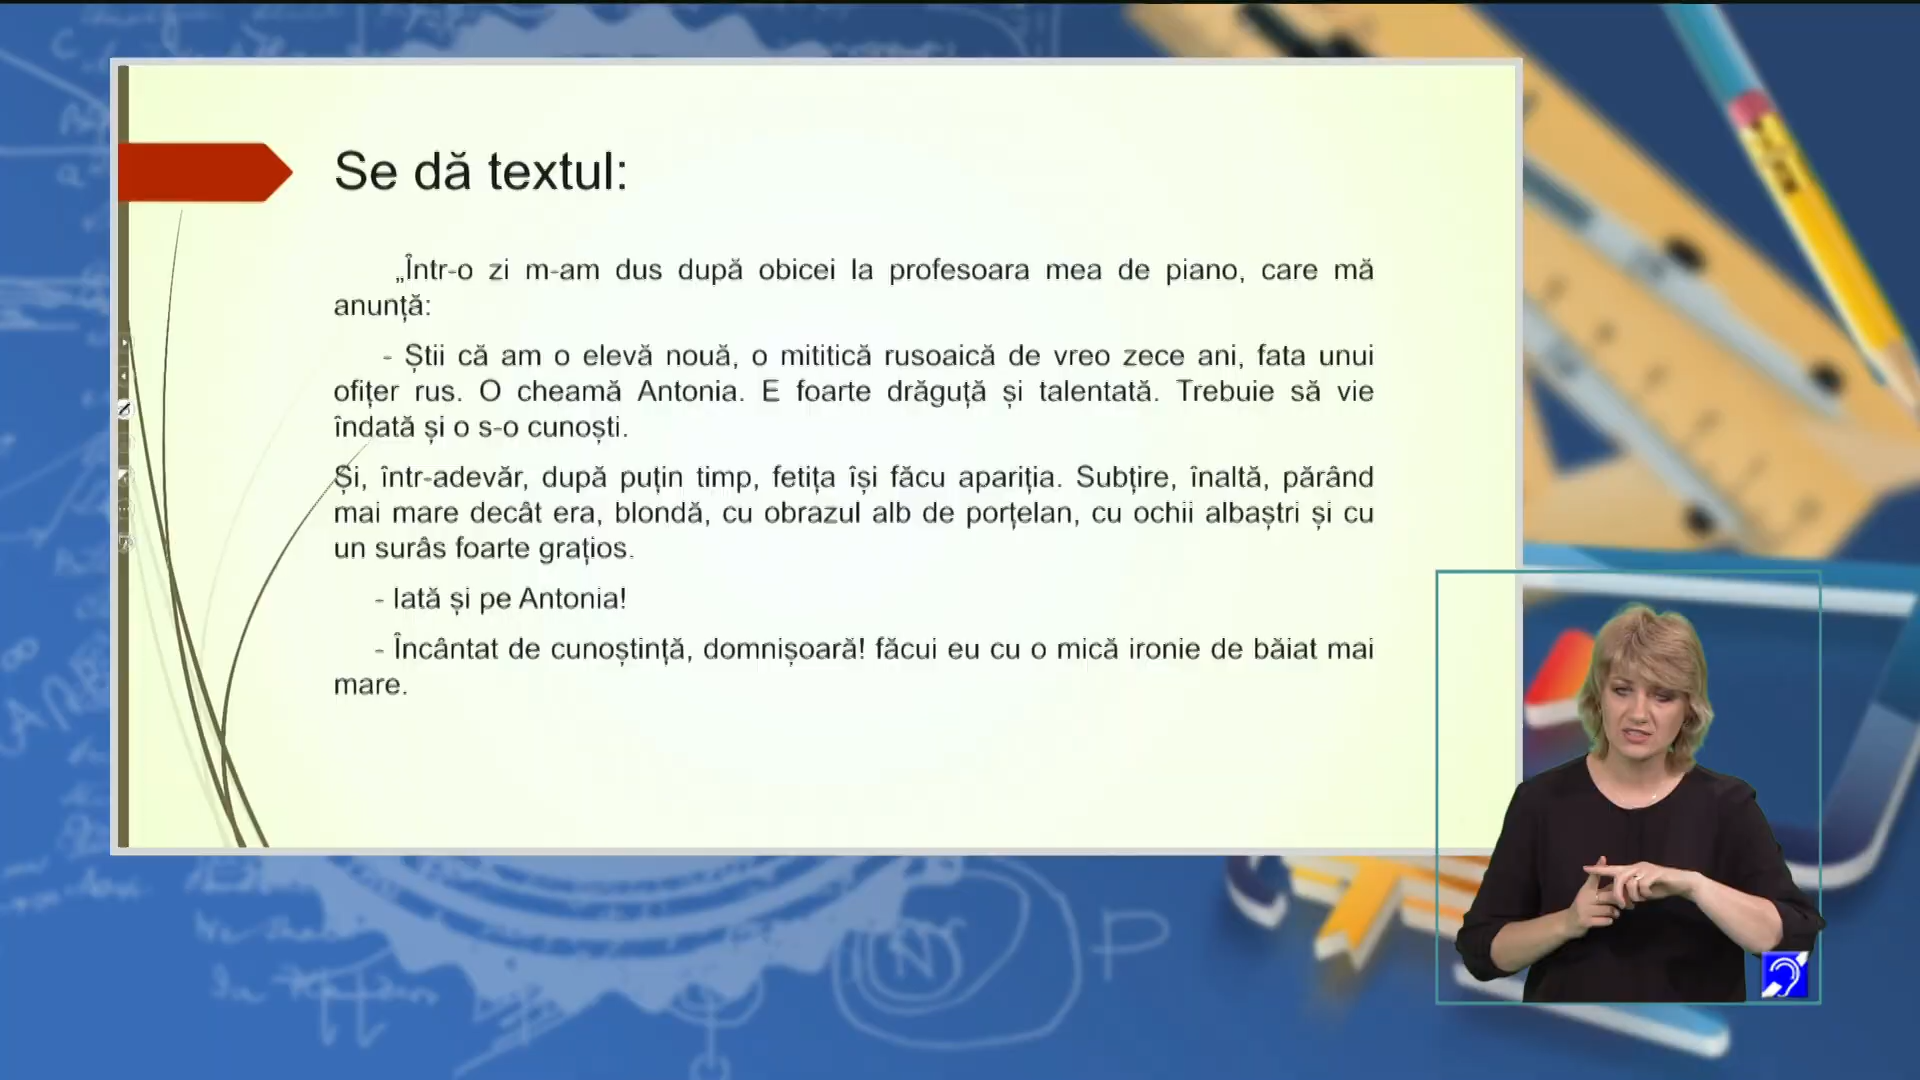 Se dă textul:
„Într-o zi m-am dus după obicei la profesoara mea de piano, care mă
anunță:
- Știi că am o elevă nouă, o mititică rusoaică de vreo zece ani, fata unui
ofițer rus. O cheamă Antonia. E foarte drăguță și talentată. Trebuie să vie
îndată și o s-o cunoști.
Și, într-adevăr, după puțin timp, fetița își făcu apariția. Subțire, înaltă, părând
mai mare decât era, blondă, cu obrazul alb de porțelan, cu ochii albaștri și cu
un surâs foarte grațios.
- Iată și pe Antonia!
- Încântat de cunoștință, domnișoară! făcui eu cu o mică ironie de băiat mai
mare.
N
P